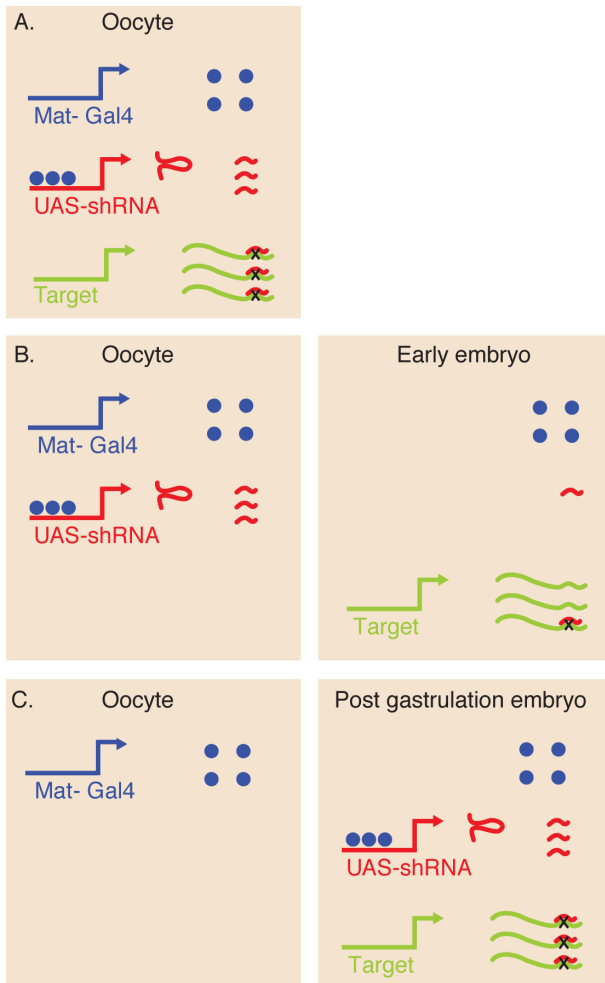 A. Oocyte
Mat- Gal4
UAS-shRNA
X
X
X
Target
B. Oocyte
Mat- Gal4
UAS-shRNA
Early embryo
Target
X
C. Oocyte
Mat- Gal4
Post gastrulation embryo
UAS-shRNA
X
X
X
Target